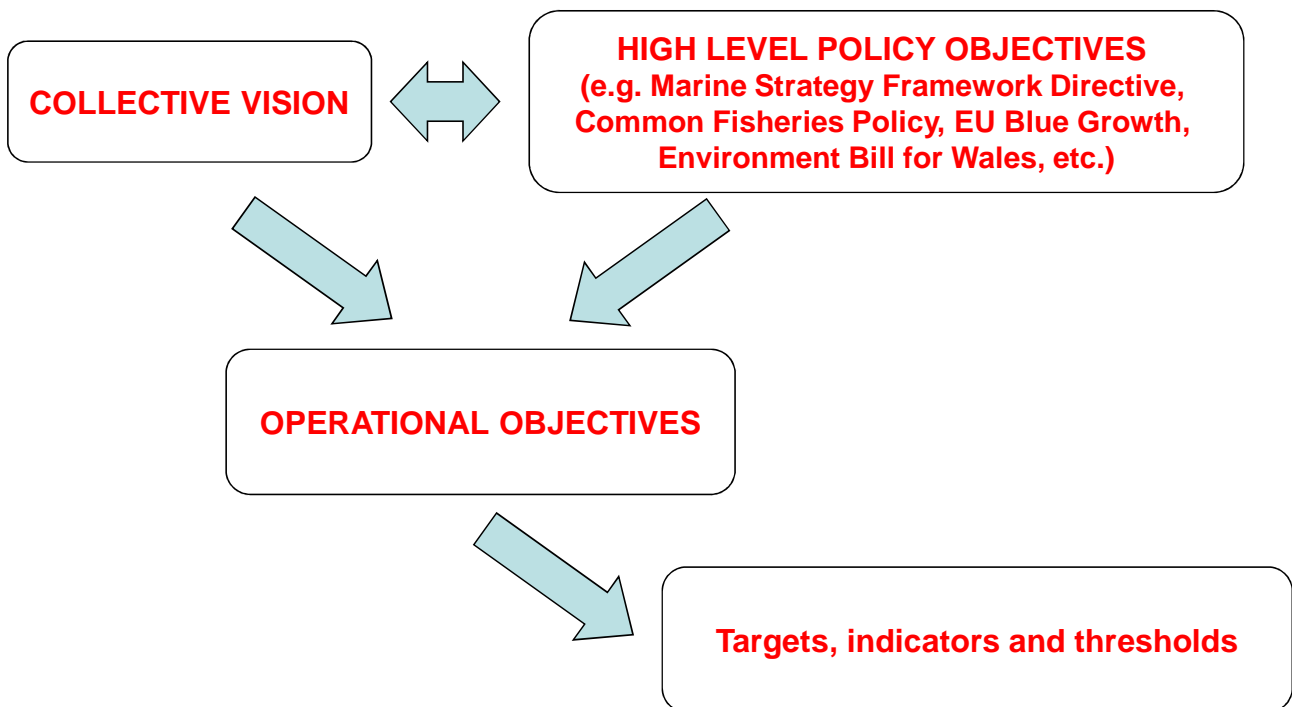 COLLECTIVE VISION
HIGH LEVEL POLICY OBJECTIVES
(e.g. Marine Strategy Framework Directive,
Common Fisheries Policy, EU Blue Growth,
Environment Bill for Wales, etc.)
OPERATIONAL OBJECTIVES
Targets, indicators and thresholds